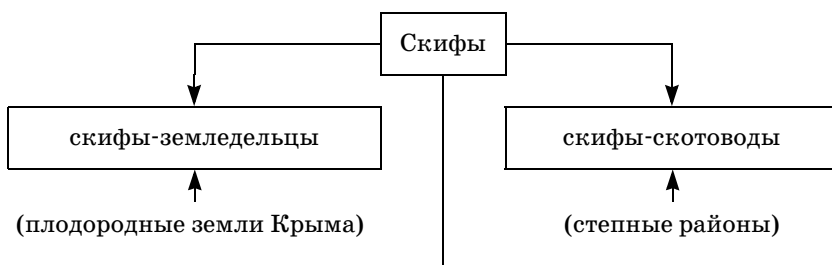 Скифы
скифы-земледельцы
скифы-скотоводы
(плодородные земли Крыма)
(степные районы)